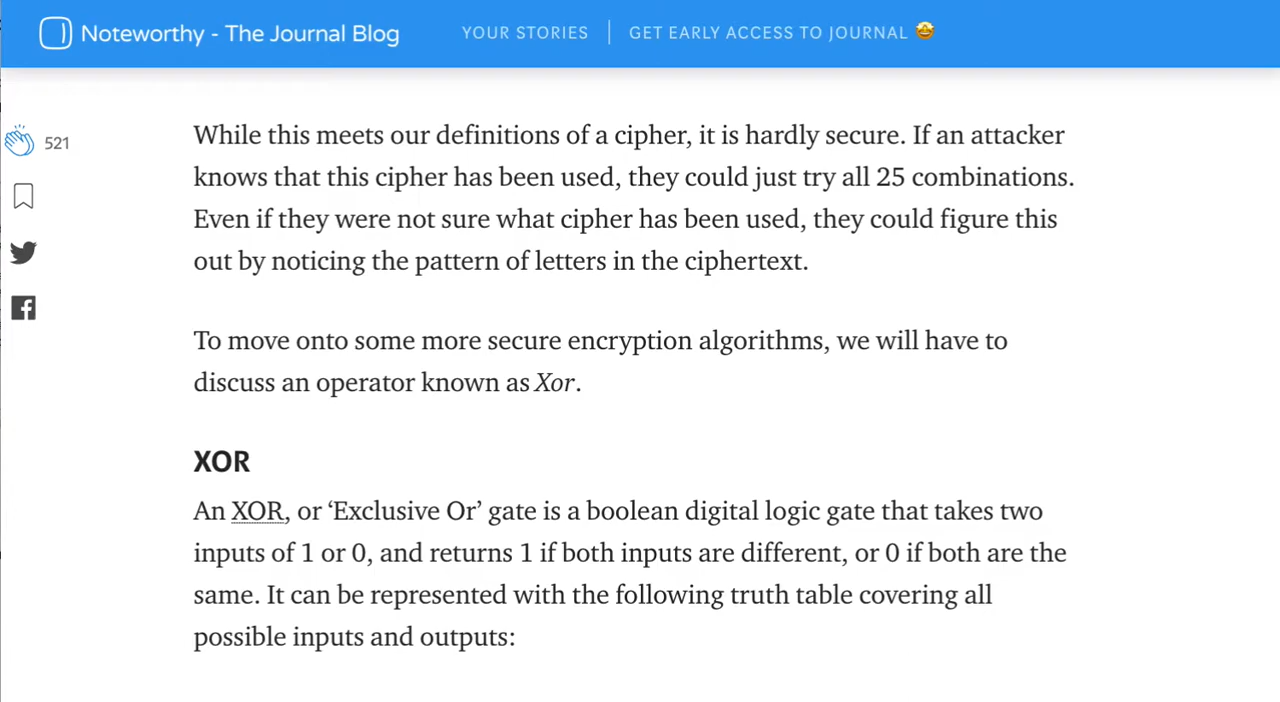 Noteworthy - The Journal Blog
YOUR STORIES
GET EARLY ACCESS TO JOURNAL 🤩
521
While this meets our definitions of a cipher, it is hardly secure. If an attacker
knows that this cipher has been used, they could just try all 25 combinations.
Even if they were not sure what cipher has been used, they could figure this
out by noticing the pattern of letters in the ciphertext.
To move onto some more secure encryption algorithms, we will have to
discuss an operator known as Xor.
XOR
An XOR, or ‘Exclusive Or’ gate is a boolean digital logic gate that takes two
inputs of 1 or 0, and returns 1 if both inputs are different, or 0 if both are the
same. It can be represented with the following truth table covering all
possible inputs and outputs: